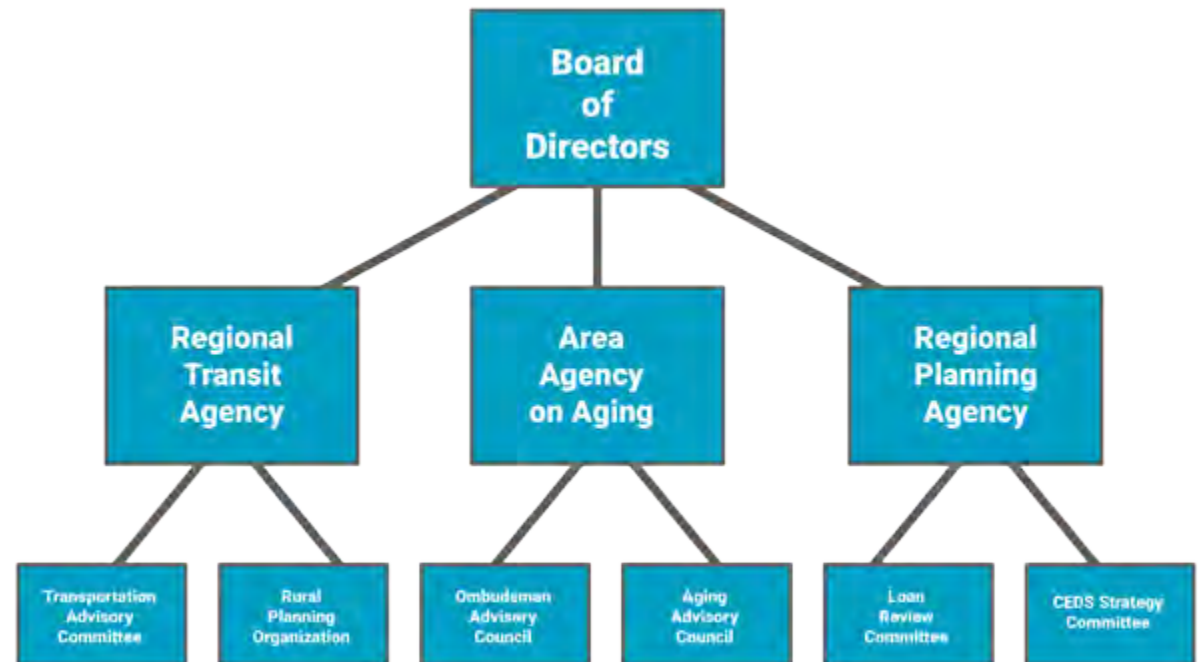 Board
of
Directors
Regional
Transit
Agency
Area
Agency
on Aging
Regional
Planning
Agency
Transportation
Advisory
Committee
Rural
Planning
Organization
Ombudsman
Advisory
Council
Aging
Advisory
Council
Loan
Review
Committee
CEDS Strategy
Committee